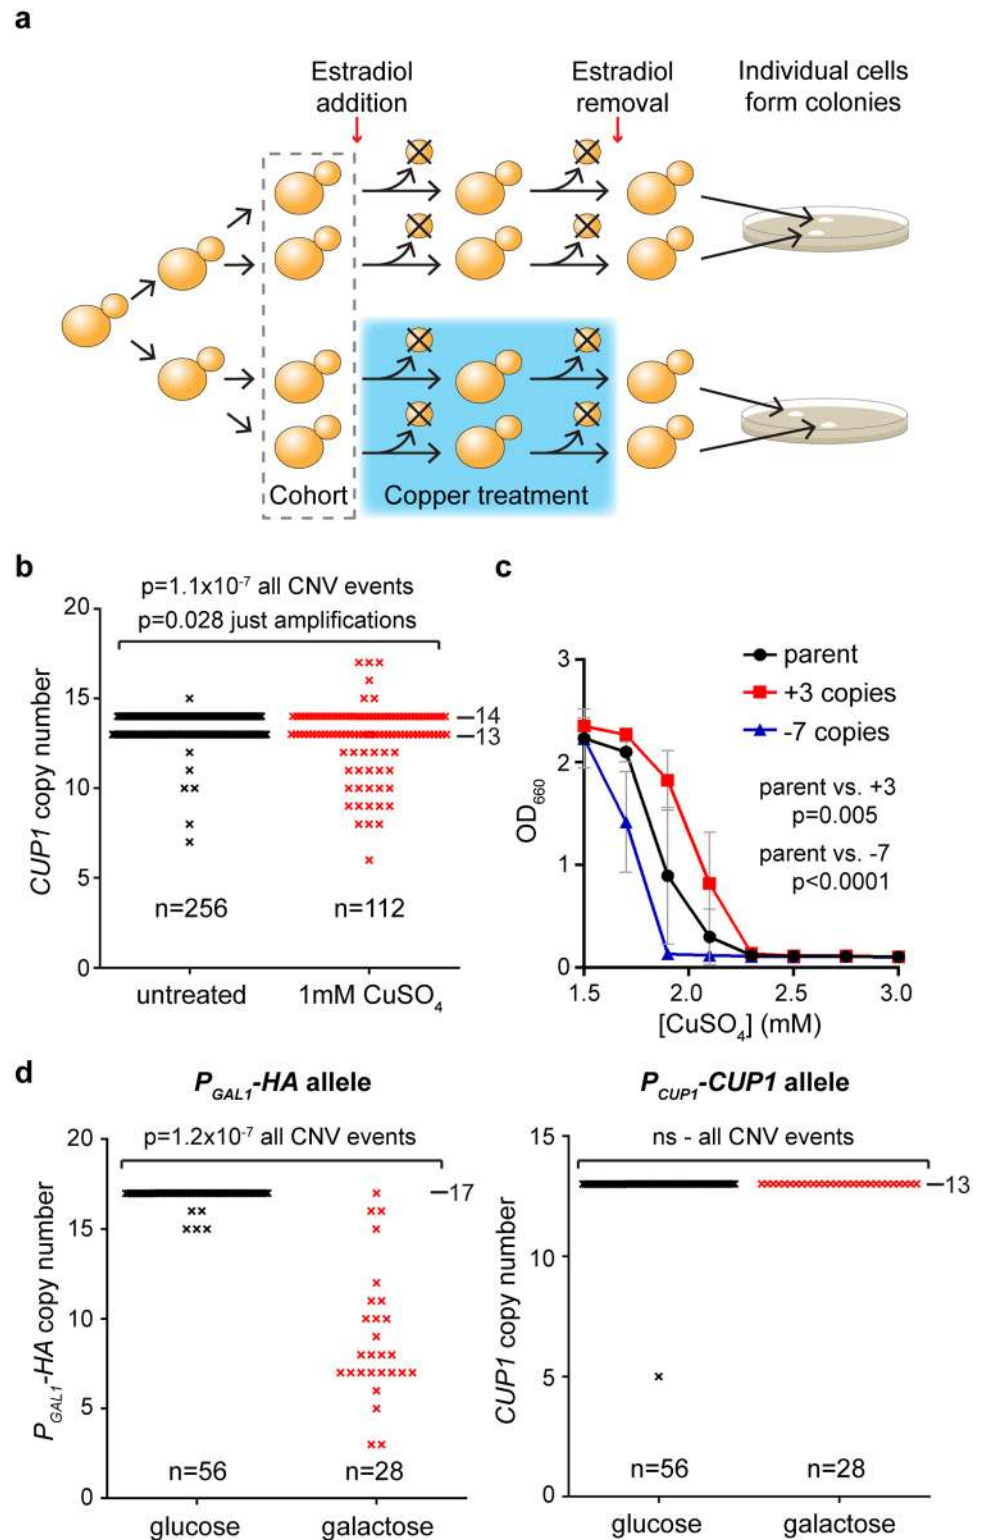 a
Estradiol
addition
Estradiol
removal
Individual cells
form colonies
Cohort
Copper treatment
b
p=1.1x10⁻⁷ all CNV events
p=0.028 just amplifications
20
15
10
5
0
CUP1 copy number
14
13
n=256
n=112
untreated
1mM CuSO₄
c
3
2
1
0
OD₆₆₀
parent
+3 copies
-7 copies
parent vs. +3
p=0.005
parent vs. -7
p<0.0001
1.5
2.0
2.5
3.0
[CuSO₄] (mM)
d
P_GAL1-HA allele
p=1.2x10⁻⁷ all CNV events
20
15
10
5
0
P_GAL1-HA copy number
17
n=56
n=28
glucose
galactose
P_CUP1-CUP1 allele
ns - all CNV events
15
10
5
0
CUP1 copy number
13
n=56
n=28
glucose
galactose